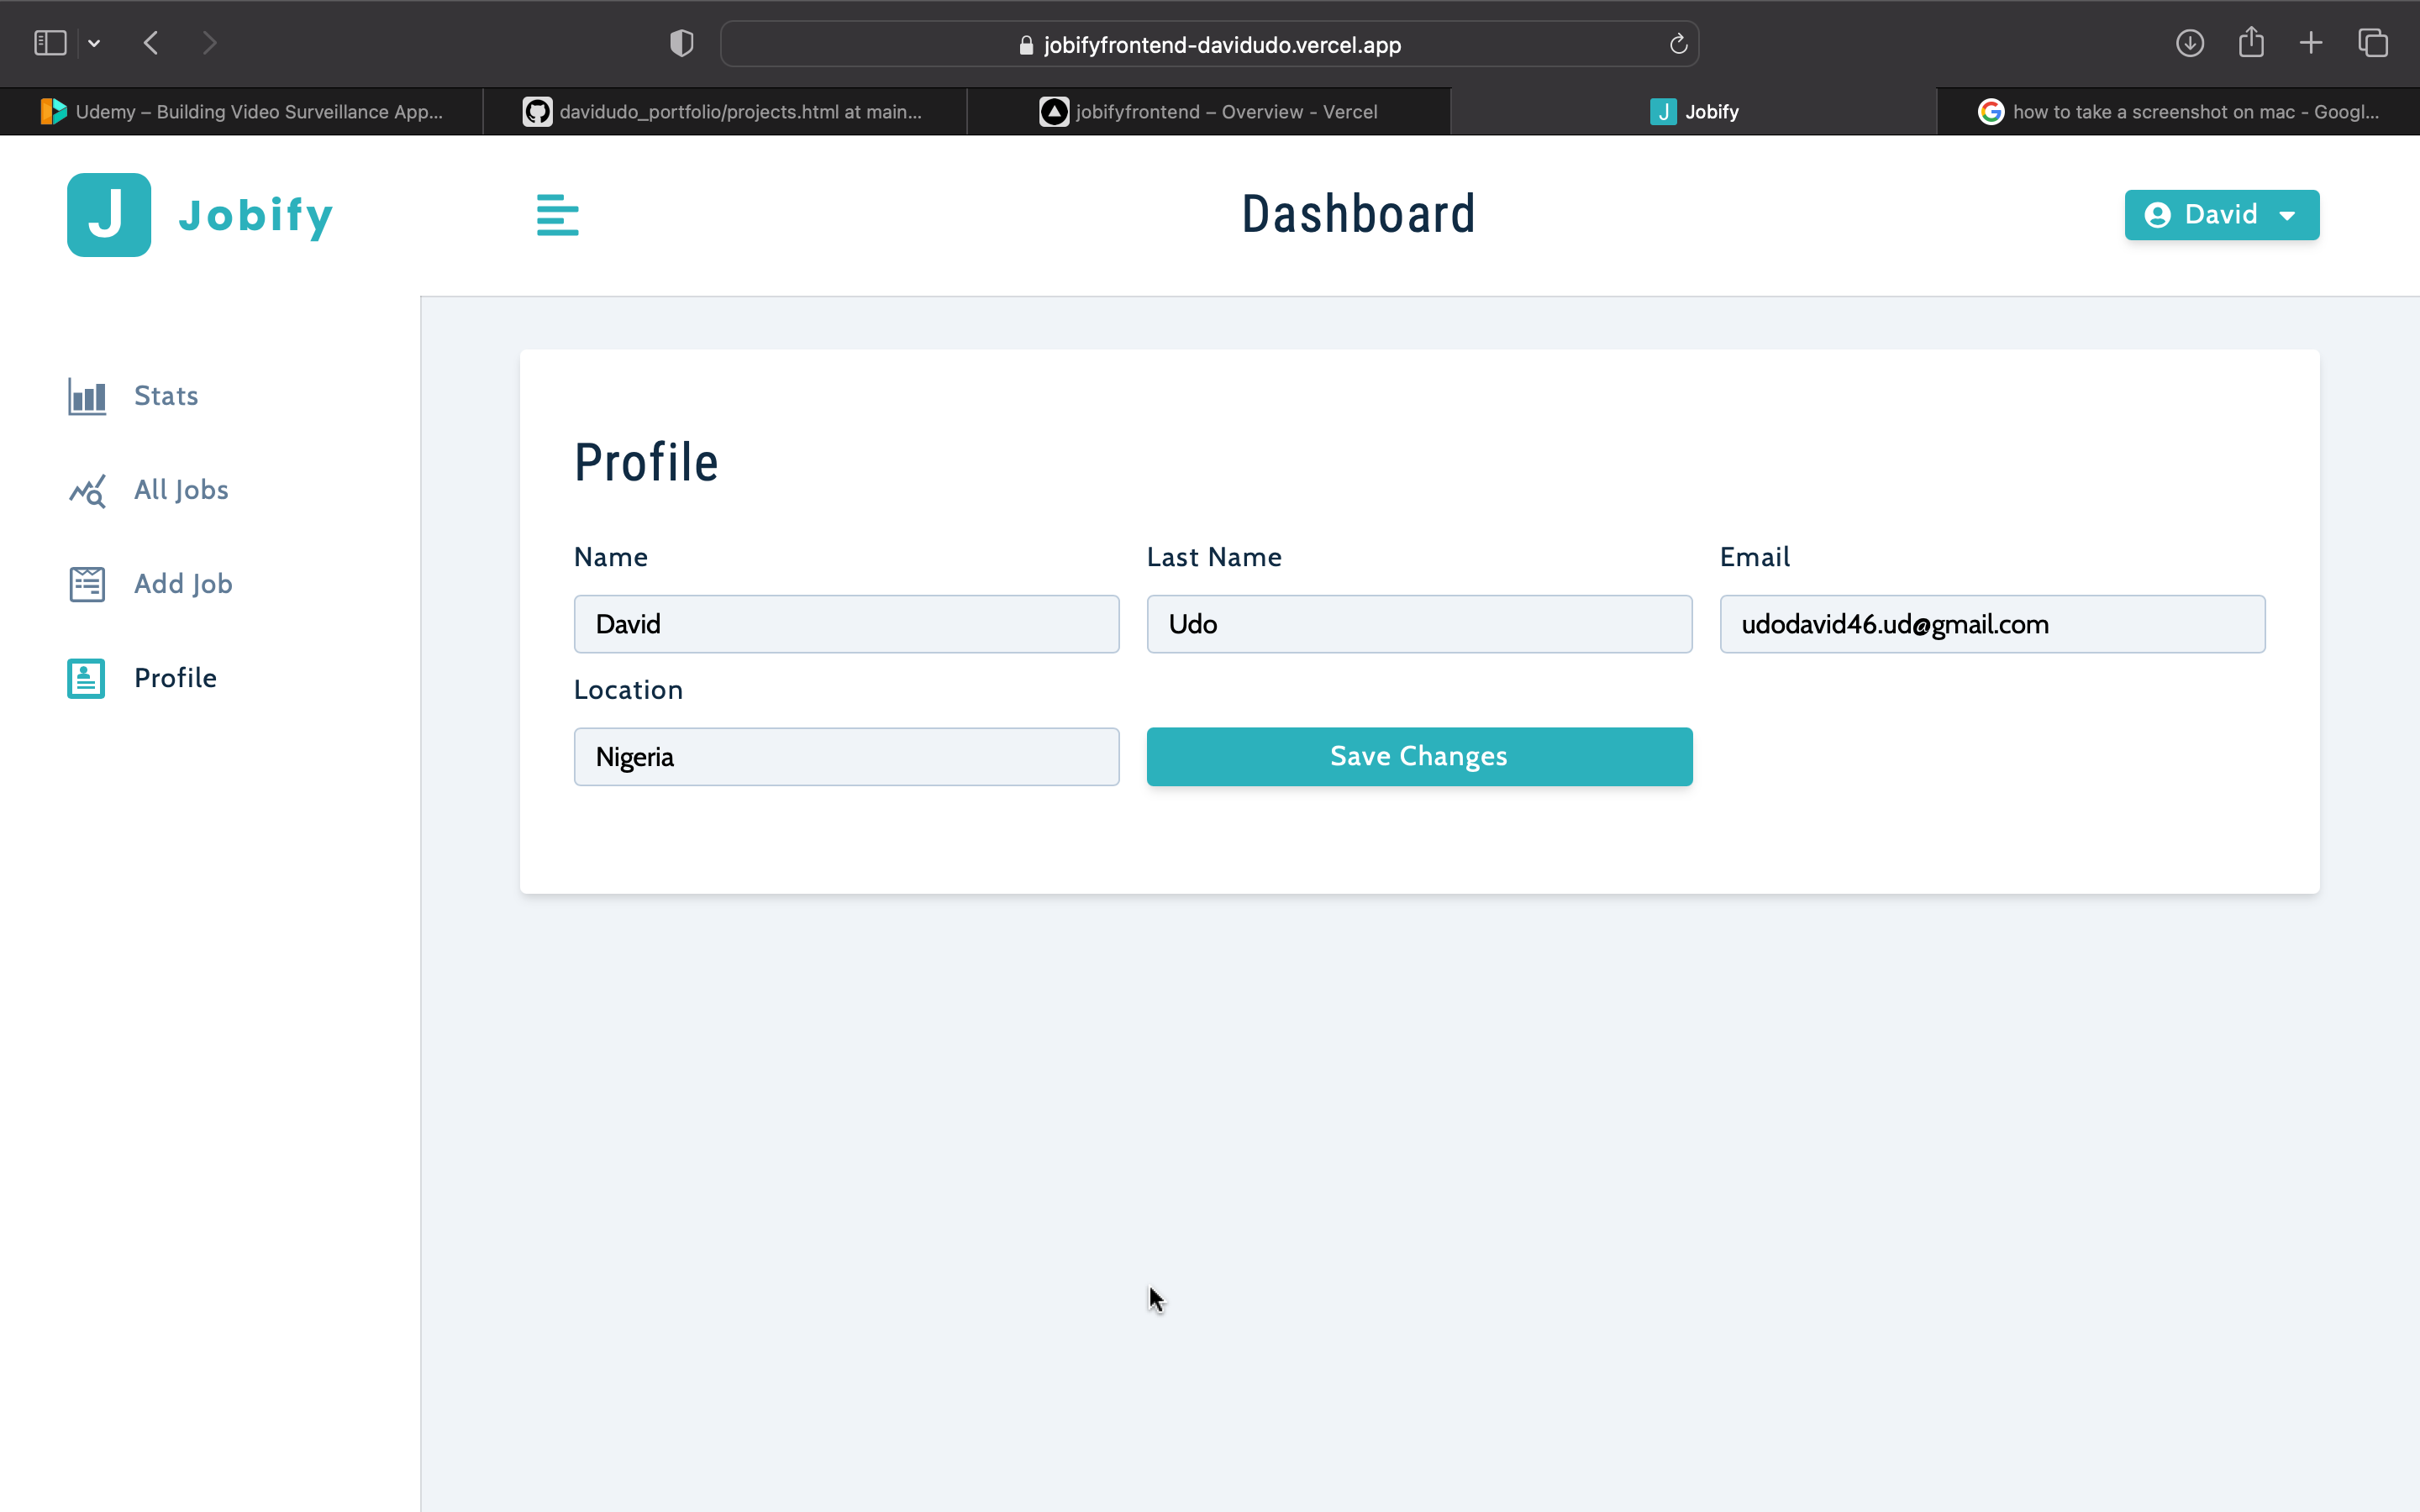 jobifyfrontend-davidudo.vercel.app
Udemy – Building Video Surveillance App...
davidudo_portfolio/projects.html at main...
jobifyfrontend – Overview - Vercel
J Jobify
how to take a screenshot on mac - Googl...
J Jobify
Dashboard
David
Stats
All Jobs
Add Job
Profile
Profile
Name
Last Name
Email
David
Udo
udodavid46.ud@gmail.com
Location
Nigeria
Save Changes